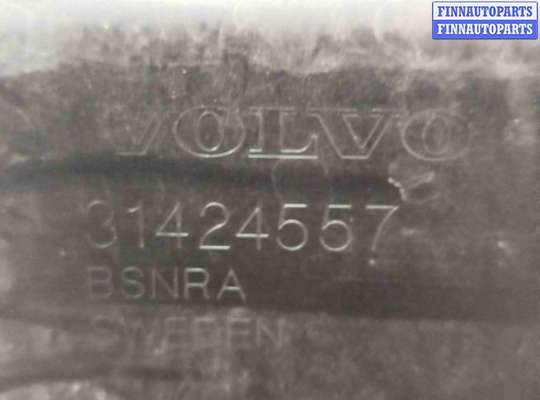 FINNAUTOPARTS
FINNAUTOPARTS
VOLVO
31424557
BSNRA
SWEDEN